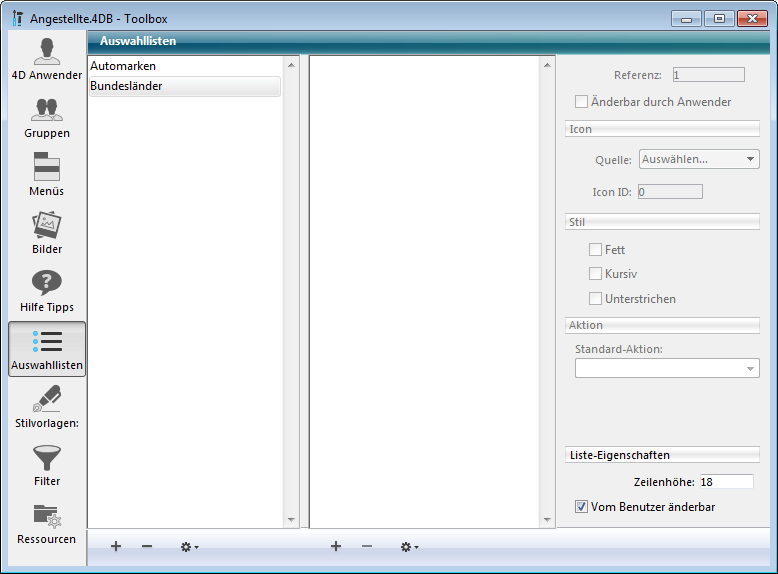 Angestellte.4DB - Toolbox
4D Anwender
Gruppen
Menüs
Bilder
Hilfe Tipps
Auswahllisten
Stilvorlagen:
Filter
Ressourcen
Auswahllisten
Automarken
Bundesländer
Referenz: 1
Änderbar durch Anwender
Icon
Quelle: Auswählen...
Icon ID: 0
Stil
Fett
Kursiv
Unterstrichen
Aktion
Standard-Aktion:
Liste-Eigenschaften
Zeilenhöhe: 18
Vom Benutzer änderbar